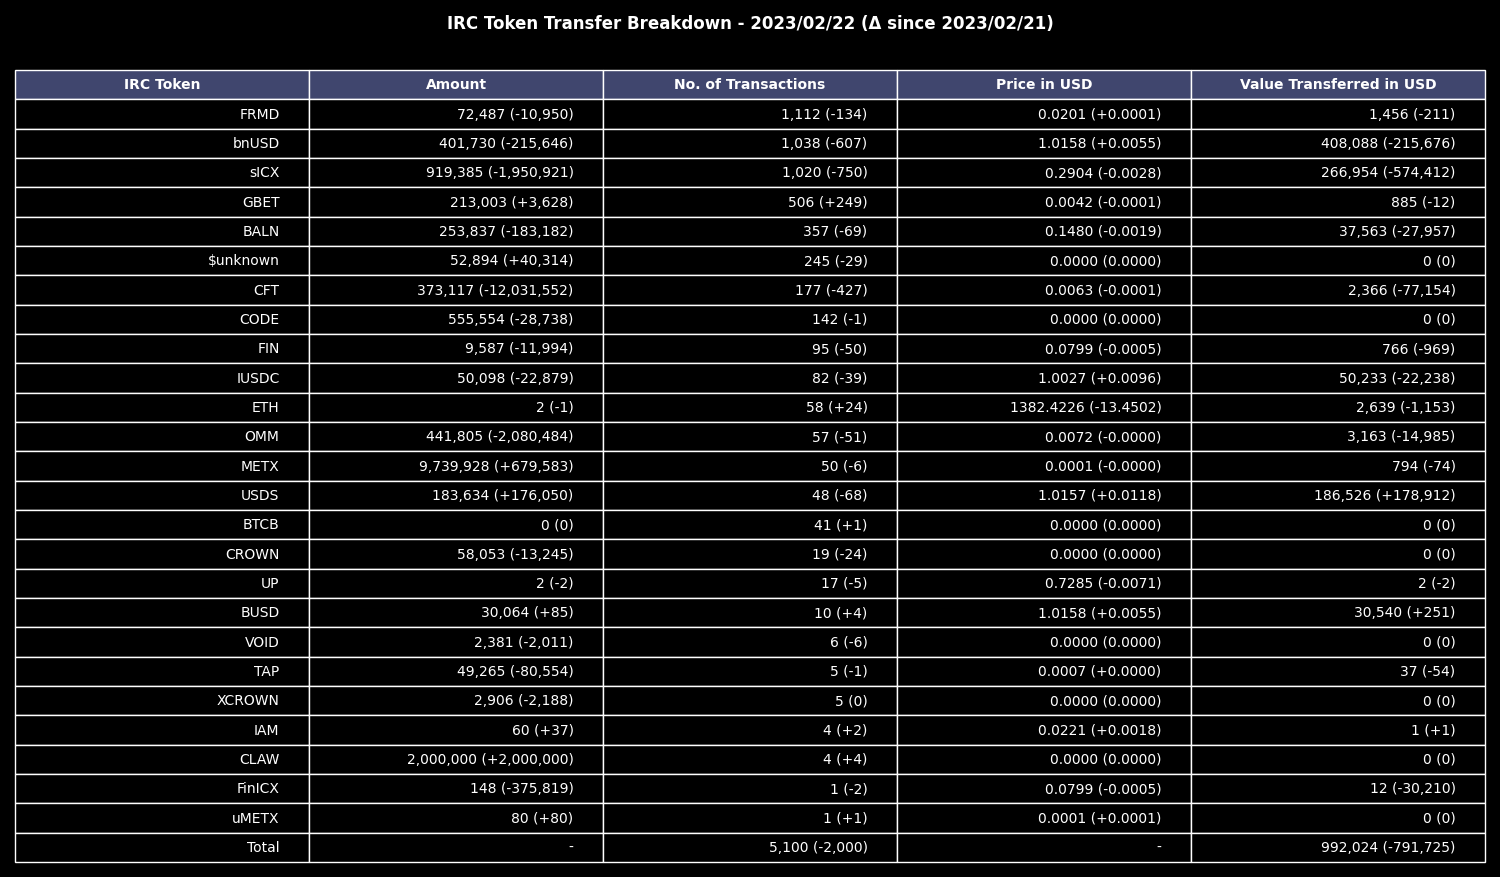 IRC Token Transfer Breakdown - 2023/02/22 (Δ since 2023/02/21)
IRC Token Amount No. of Transactions Price in USD Value Transferred in USD
FRMD 72,487 (-10,950) 1,112 (-134) 0.0201 (+0.0001) 1,456 (-211)
bnUSD 401,730 (-215,646) 1,038 (-607) 1.0158 (+0.0055) 408,088 (-215,676)
sICX 919,385 (-1,950,921) 1,020 (-750) 0.2904 (-0.0028) 266,954 (-574,412)
GBET 213,003 (+3,628) 506 (+249) 0.0042 (-0.0001) 885 (-12)
BALN 253,837 (-183,182) 357 (-69) 0.1480 (-0.0019) 37,563 (-27,957)
$unknown 52,894 (+40,314) 245 (-29) 0.0000 (0.0000) 0 (0)
CFT 373,117 (-12,031,552) 177 (-427) 0.0063 (-0.0001) 2,366 (-77,154)
CODE 555,554 (-28,738) 142 (-1) 0.0000 (0.0000) 0 (0)
FIN 9,587 (-11,994) 95 (-50) 0.0799 (-0.0005) 766 (-969)
IUSDC 50,098 (-22,879) 82 (-39) 1.0027 (+0.0096) 50,233 (-22,238)
ETH 2 (-1) 58 (+24) 1382.4226 (-13.4502) 2,639 (-1,153)
OMM 441,805 (-2,080,484) 57 (-51) 0.0072 (-0.0000) 3,163 (-14,985)
METX 9,739,928 (+679,583) 50 (-6) 0.0001 (-0.0000) 794 (-74)
USDS 183,634 (+176,050) 48 (-68) 1.0157 (+0.0118) 186,526 (+178,912)
BTCB 0 (0) 41 (+1) 0.0000 (0.0000) 0 (0)
CROWN 58,053 (-13,245) 19 (-24) 0.0000 (0.0000) 0 (0)
UP 2 (-2) 17 (-5) 0.7285 (-0.0071) 2 (-2)
BUSD 30,064 (+85) 10 (+4) 1.0158 (+0.0055) 30,540 (+251)
VOID 2,381 (-2,011) 6 (-6) 0.0000 (0.0000) 0 (0)
TAP 49,265 (-80,554) 5 (-1) 0.0007 (+0.0000) 37 (-54)
XCROWN 2,906 (-2,188) 5 (0) 0.0000 (0.0000) 0 (0)
IAM 60 (+37) 4 (+2) 0.0221 (+0.0018) 1 (+1)
CLAW 2,000,000 (+2,000,000) 4 (+4) 0.0000 (0.0000) 0 (0)
FinICX 148 (-375,819) 1 (-2) 0.0799 (-0.0005) 12 (-30,210)
uMETX 80 (+80) 1 (+1) 0.0001 (+0.0001) 0 (0)
Total - 5,100 (-2,000) - 992,024 (-791,725)